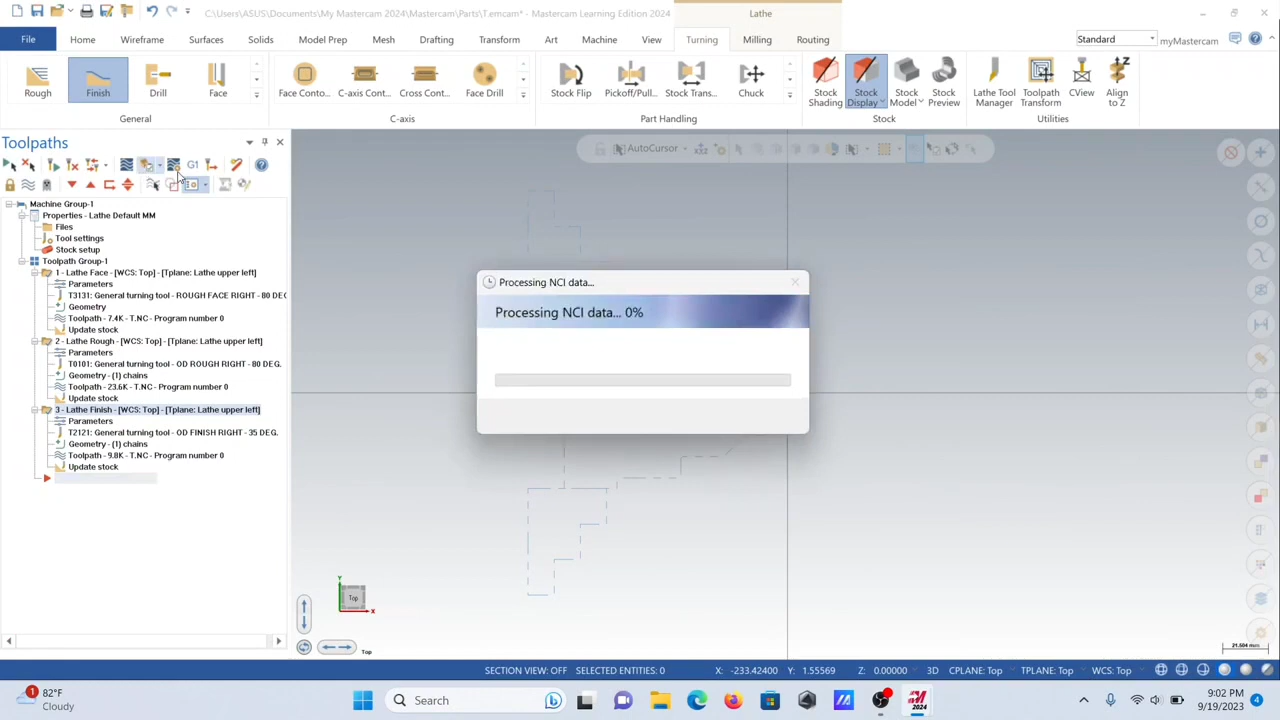 C:\Users\ASUS\Documents\My Mastercam 2024\Mastercam\Parts\T.emcam* - Mastercam Learning Edition 2024
Lathe
File Home Wireframe Surfaces Solids Model Prep Mesh Drafting Transform Art Machine View Turning Milling Routing Standard myMastercam
Rough Finish Drill Face Face Conto... C-axis Cont... Cross Cont... Face Drill Stock Flip Pickoff/Pull... Stock Trans... Chuck Stock Shading Stock Display Stock Model Stock Preview Lathe Tool Manager Toolpath Transform CView Align to Z
General C-axis Part Handling Stock Utilities
Toolpaths
AutoCursor
G1
Machine Group-1
Properties - Lathe Default MM
Files
Tool settings
Stock setup
Toolpath Group-1
1 - Lathe Face - [WCS: Top] - [Tplane: Lathe upper left]
Parameters
T3131: General turning tool - ROUGH FACE RIGHT - 80 DEG
Geometry
Toolpath - 7.4K - T.NC - Program number 0
Update stock
2 - Lathe Rough - [WCS: Top] - [Tplane: Lathe upper left]
Parameters
T0101: General turning tool - OD ROUGH RIGHT - 80 DEG.
Geometry - (1) chains
Toolpath - 23.6K - T.NC - Program number 0
Update stock
3 - Lathe Finish - [WCS: Top] - [Tplane: Lathe upper left]
Parameters
T2121: General turning tool - OD FINISH RIGHT - 35 DEG.
Geometry - (1) chains
Toolpath - 9.8K - T.NC - Program number 0
Update stock
Processing NCI data...
Processing NCI data... 0%
Y
Top
X
Top
21.504 mm
SECTION VIEW: OFF SELECTED ENTITIES: 0 X: -233.42400 Y: 1.55569 Z: 0.00000 3D CPLANE: Top TPLANE: Top WCS: Top
1
82°F
Cloudy
Search
2024
9:02 PM
9/19/2023
4